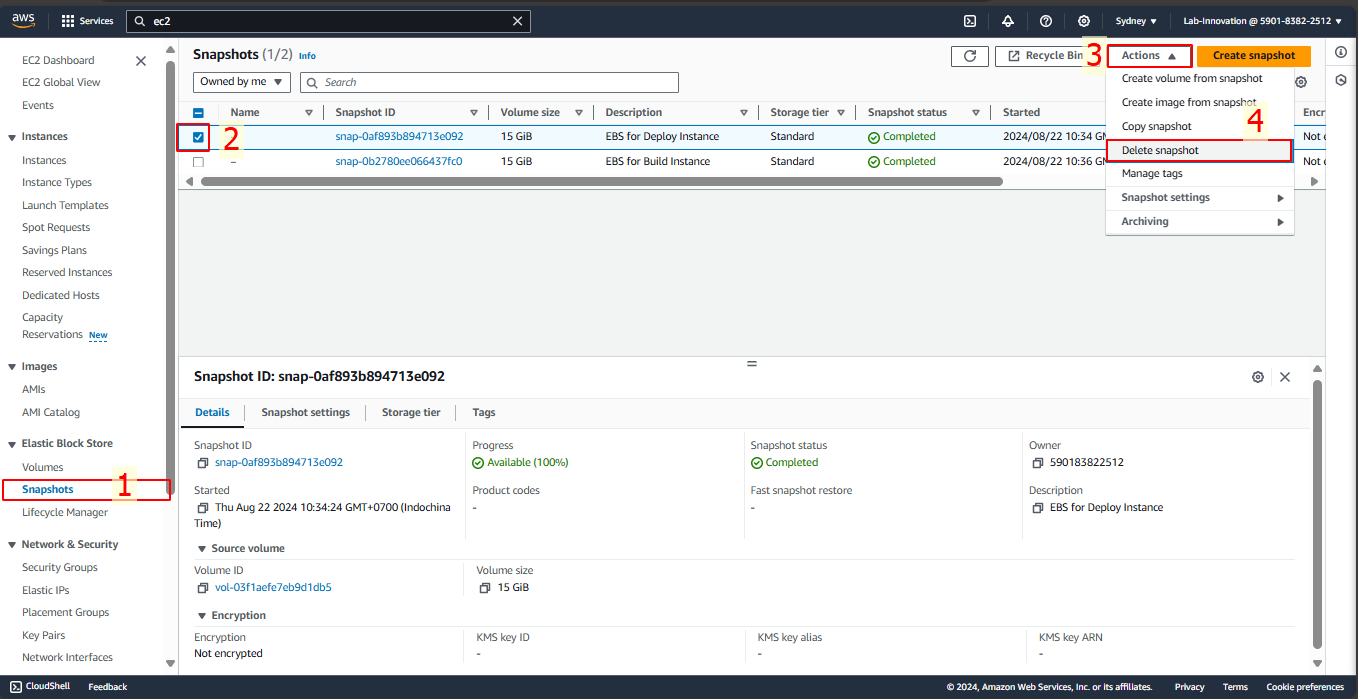 aws
Services
ec2
Sydney ▼
Lab-Innovation @ 5901-8382-2512 ▼
EC2 Dashboard
EC2 Global View
Events
Instances
Instances
Instance Types
Launch Templates
Spot Requests
Savings Plans
Reserved Instances
Dedicated Hosts
Capacity
Reservations New
Images
AMIs
AMI Catalog
Elastic Block Store
Volumes
Snapshots 1
Lifecycle Manager
Network & Security
Security Groups
Elastic IPs
Placement Groups
Key Pairs
Network Interfaces
Snapshots (1/2) Info
Recycle Bin
3
Actions
Create snapshot
Owned by me
Search
Name
Snapshot ID
Volume size
Description
Storage tier
Snapshot status
Started
Encr
2
snap-0af893b894713e092
15 GiB
EBS for Deploy Instance
Standard
Completed
2024/08/22 10:34 GM
Not
–
snap-0b2780ee066437fc0
15 GiB
EBS for Build Instance
Standard
Completed
2024/08/22 10:36 GM
Not
Create volume from snapshot
Create image from snapshot
Copy snapshot
4
Delete snapshot
Manage tags
Snapshot settings
Archiving
Snapshot ID: snap-0af893b894713e092
Details
Snapshot settings
Storage tier
Tags
Snapshot ID
snap-0af893b894713e092
Progress
Available (100%)
Snapshot status
Completed
Owner
590183822512
Started
Thu Aug 22 2024 10:34:24 GMT+0700 (Indochina
Time)
Product codes
-
Fast snapshot restore
-
Description
EBS for Deploy Instance
Source volume
Volume ID
vol-03f1aefe7eb9d1db5
Volume size
15 GiB
Encryption
Encryption
Not encrypted
KMS key ID
-
KMS key alias
-
KMS key ARN
-
CloudShell
Feedback
© 2024, Amazon Web Services, Inc. or its affiliates.
Privacy
Terms
Cookie preferences